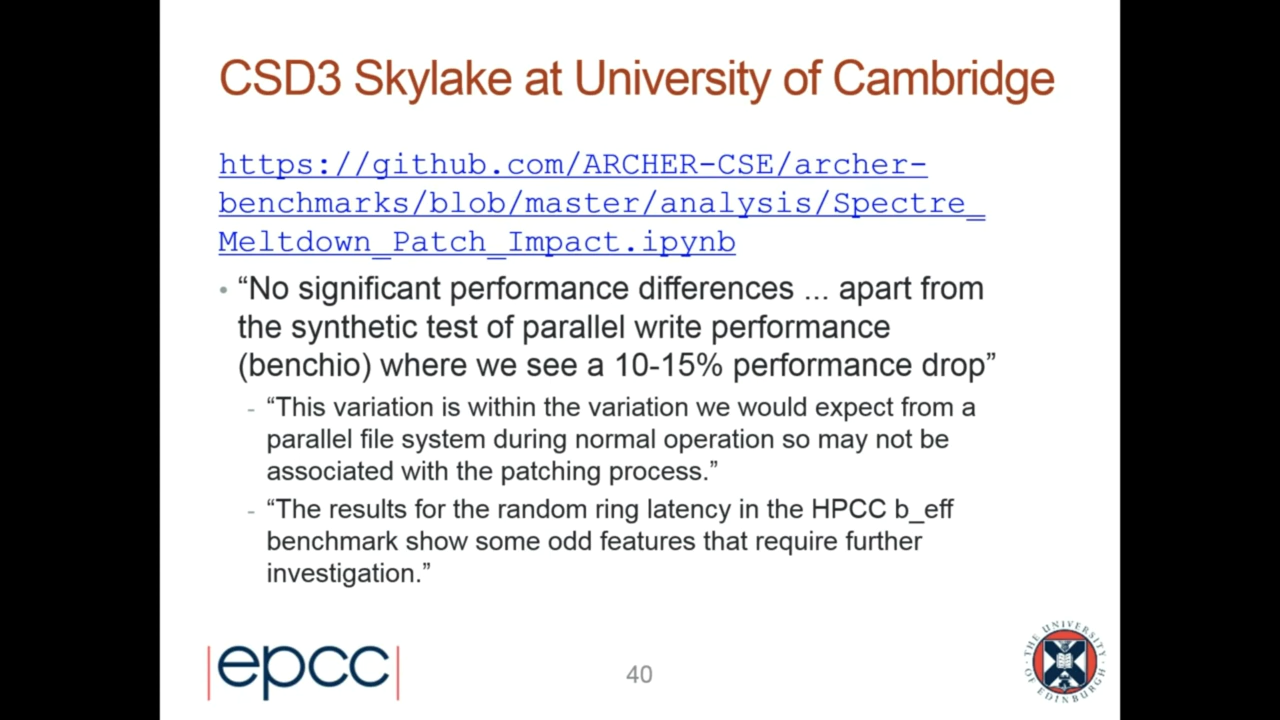 CSD3 Skylake at University of Cambridge
https://github.com/ARCHER-CSE/archer-
benchmarks/blob/master/analysis/Spectre_
Meltdown_Patch_Impact.ipynb
• “No significant performance differences ... apart from
the synthetic test of parallel write performance
(benchio) where we see a 10-15% performance drop”
- “This variation is within the variation we would expect from a
parallel file system during normal operation so may not be
associated with the patching process.”
- “The results for the random ring latency in the HPCC b_eff
benchmark show some odd features that require further
investigation.”
|epcc|
40
THE UNIVERSITY
OF EDINBURGH